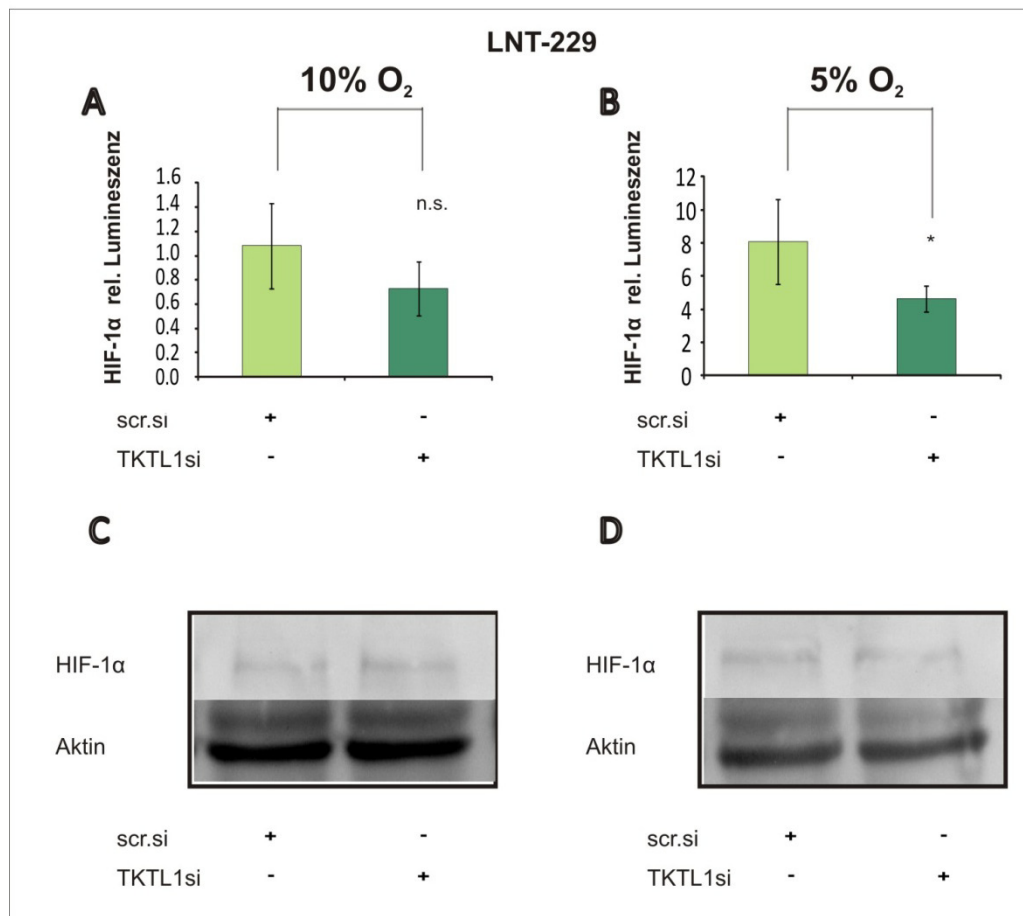 LNT-229
A
10% O₂
HIF-1α rel. Lumineszenz
1.6
1.4
1.2
1.0
0.8
0.6
0.4
0.2
0.0
n.s.
scr.si + -
TKTL1si - +
B
5% O₂
HIF-1α rel. Lumineszenz
12
10
8
6
4
2
0
*
scr.si + -
TKTL1si - +
C
HIF-1α
Aktin
scr.si + -
TKTL1si - +
D
HIF-1α
Aktin
scr.si + -
TKTL1si - +